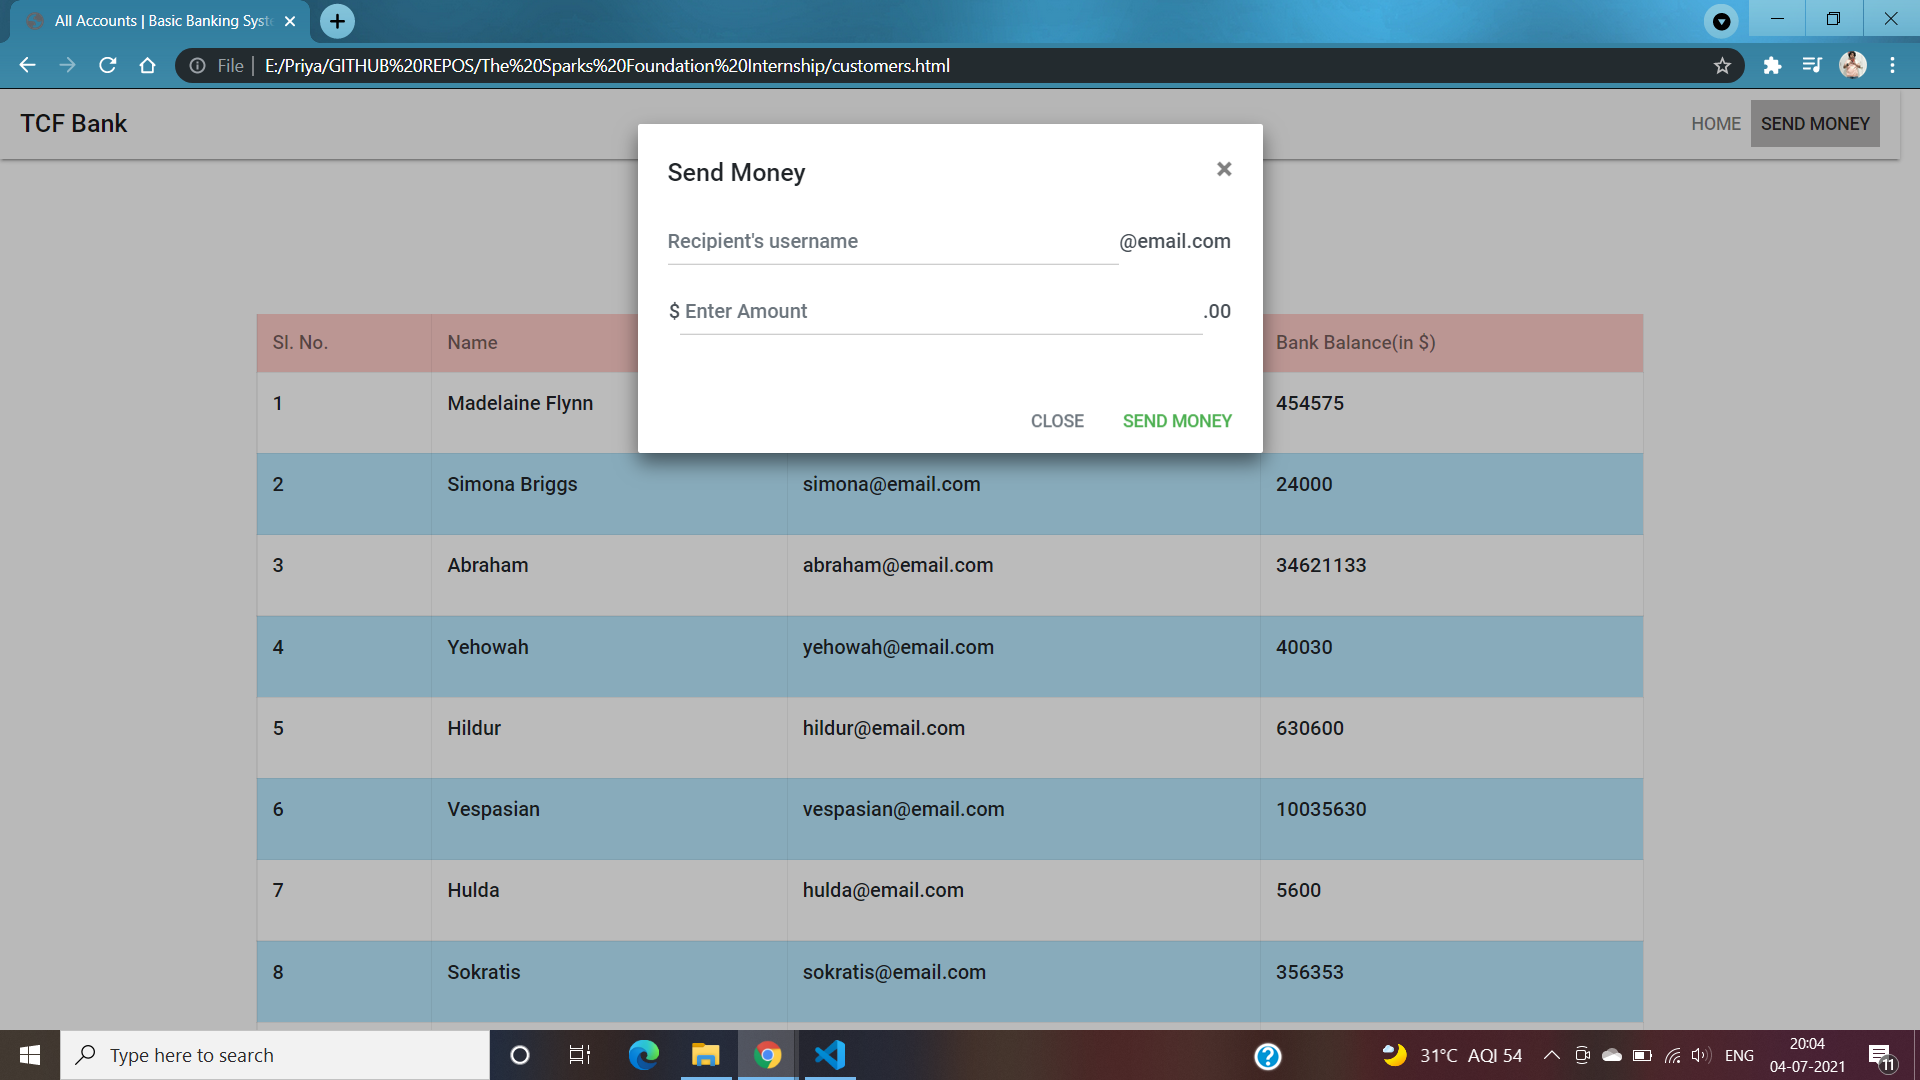 All Accounts | Basic Banking Syste
File
E:/Priya/GITHUB%20REPOS/The%20Sparks%20Foundation%20Internship/customers.html
TCF Bank
HOME
SEND MONEY
Send Money
×
Recipient's username
@email.com
$ Enter Amount
.00
CLOSE
SEND MONEY
Sl. No. Name Bank Balance(in $)
1 Madelaine Flynn 454575
2 Simona Briggs simona@email.com 24000
3 Abraham abraham@email.com 34621133
4 Yehowah yehowah@email.com 40030
5 Hildur hildur@email.com 630600
6 Vespasian vespasian@email.com 10035630
7 Hulda hulda@email.com 5600
8 Sokratis sokratis@email.com 356353
Type here to search
31°C AQI 54
ENG
20:04
04-07-2021
11